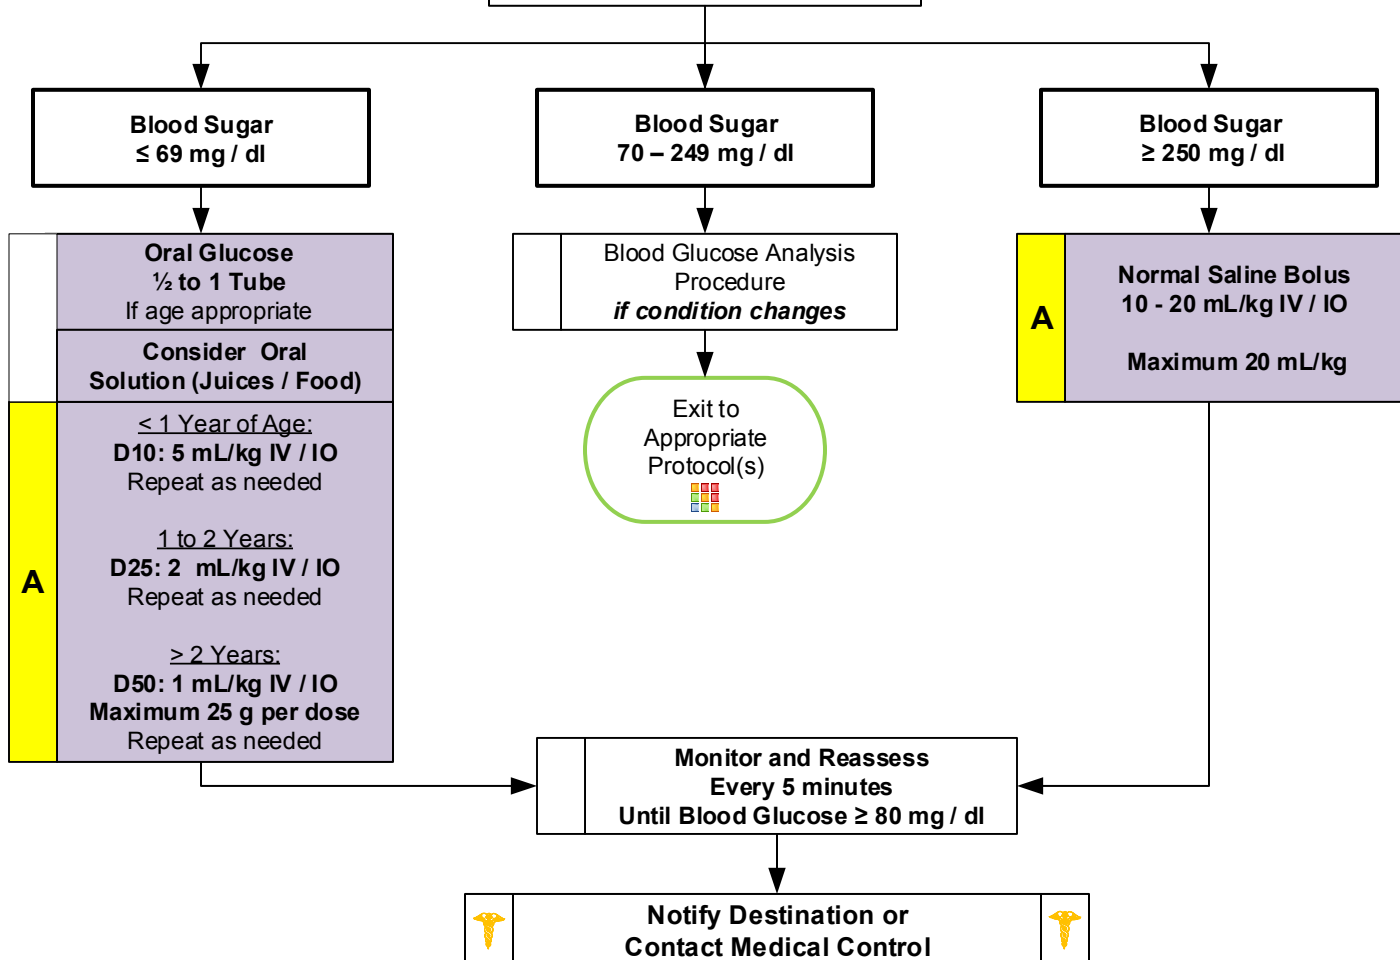 Blood Sugar
≤ 69 mg / dl
Blood Sugar
70 – 249 mg / dl
Blood Sugar
≥ 250 mg / dl
Oral Glucose
½ to 1 Tube
If age appropriate
Consider Oral
Solution (Juices / Food)
A
< 1 Year of Age:
D10: 5 mL/kg IV / IO
Repeat as needed
1 to 2 Years:
D25: 2 mL/kg IV / IO
Repeat as needed
> 2 Years:
D50: 1 mL/kg IV / IO
Maximum 25 g per dose
Repeat as needed
Blood Glucose Analysis
Procedure
if condition changes
Exit to
Appropriate
Protocol(s)
A
Normal Saline Bolus
10 - 20 mL/kg IV / IO
Maximum 20 mL/kg
Monitor and Reassess
Every 5 minutes
Until Blood Glucose ≥ 80 mg / dl
Notify Destination or
Contact Medical Control